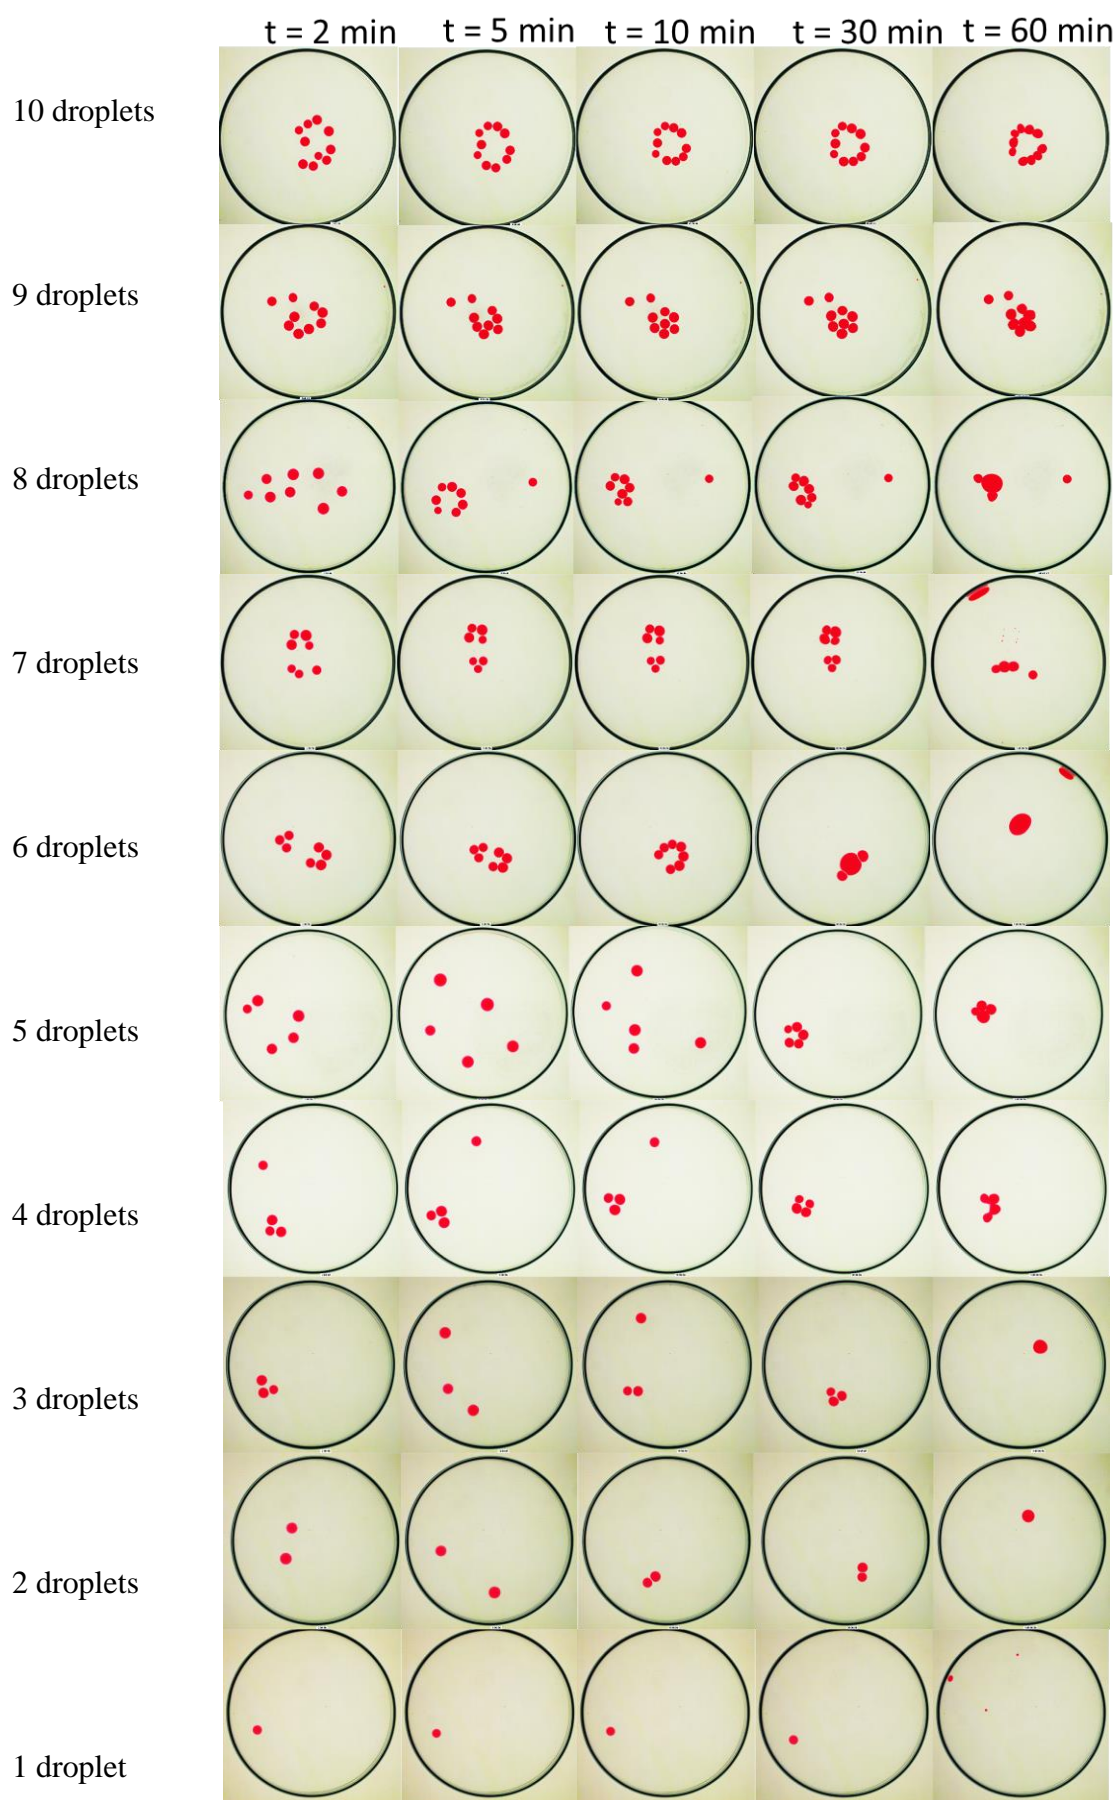 t = 2 min t = 5 min t = 10 min t = 30 min t = 60 min
10 droplets
9 droplets
8 droplets
7 droplets
6 droplets
5 droplets
4 droplets
3 droplets
2 droplets
1 droplet